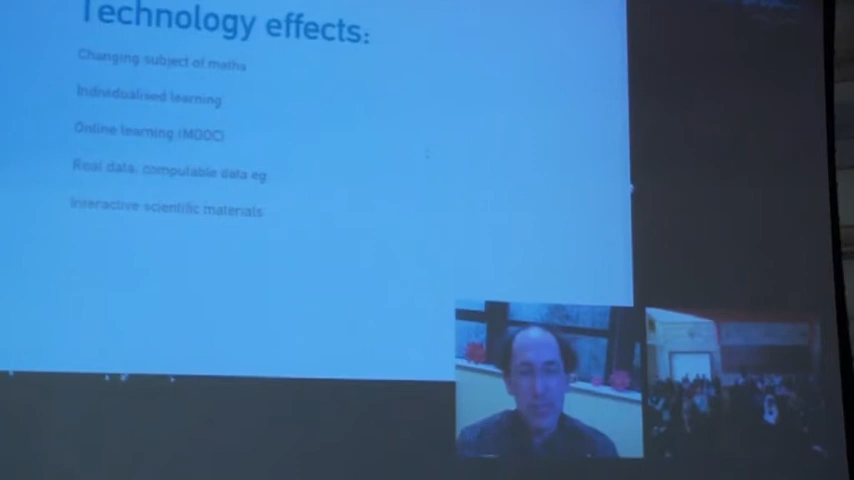 Technology effects:
Changing subject of maths
Individualised learning
Online learning (MOOC)
Real data, computable data eg
Interactive scientific materials